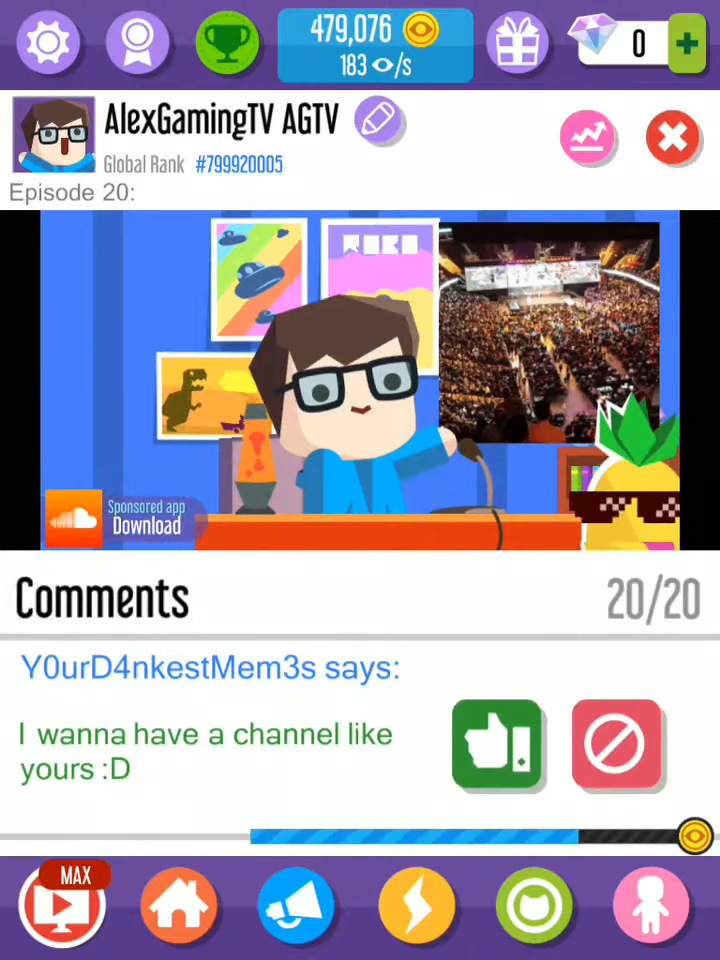 479,076
183 /s
0
AlexGamingTV AGTV
Global Rank #799920005
Episode 20:
Sponsored app
Download
Comments 20/20
Y0urD4nkestMem3s says:
I wanna have a channel like
yours :D
MAX